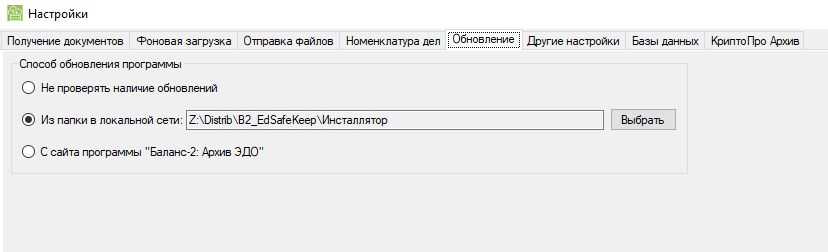 Настройки
Получение документов Фоновая загрузка Отправка файлов Номенклатура дел Обновление Другие настройки Базы данных КриптоПро Архив
Способ обновления программы
Не проверять наличие обновлений
Из папки в локальной сети: Z:\Distrib\B2_EdSafeKeep\Инсталлятор Выбрать
С сайта программы "Баланс-2: Архив ЭДО"